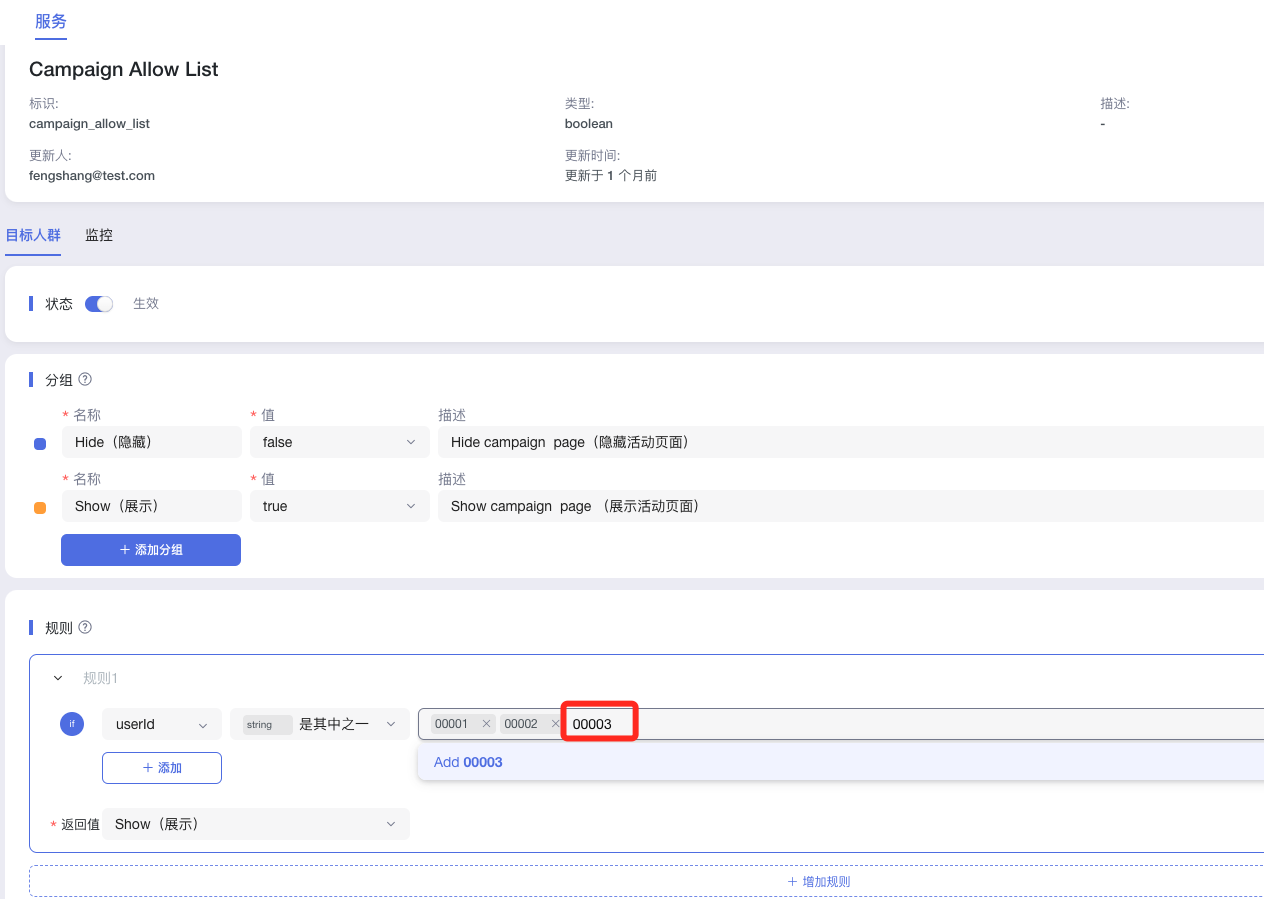 服务
Campaign Allow List
标识: 类型: 描述:
campaign_allow_list boolean -
更新人: 更新时间:
fengshang@test.com 更新于 1 个月前
目标人群 监控
状态 生效
分组 ?
* 名称 * 值 描述
Hide（隐藏） false Hide campaign page（隐藏活动页面）
* 名称 * 值 描述
Show（展示） true Show campaign page （展示活动页面）
+ 添加分组
规则 ?
规则1
if userId string 是其中之一 00001 × 00002 × 00003
+ 添加 Add 00003
* 返回值 Show（展示）
+ 增加规则